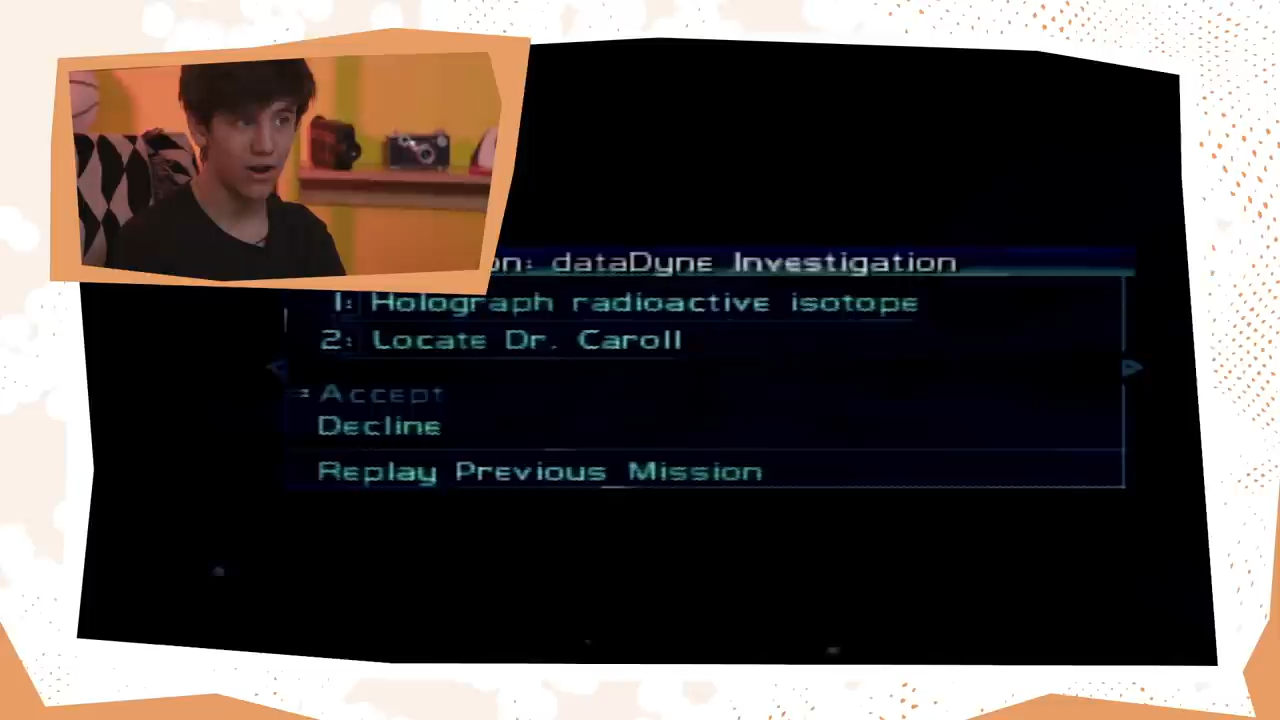 on: dataDyne Investigation
1: Holograph radioactive isotope
2: Locate Dr. Caroll
Accept
Decline
Replay Previous Mission